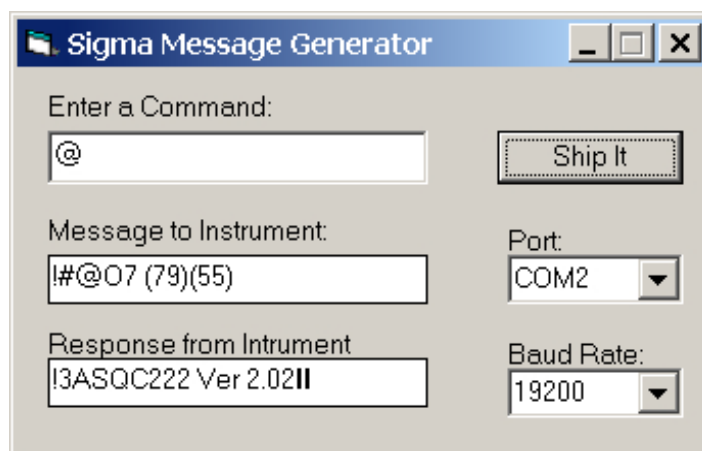 Sigma Message Generator
Enter a Command:
@
Ship It
Message to Instrument:
!#@O7 (79)(55)
Port:
COM2
Response from Intrument
!3ASQC222 Ver 2.02
Baud Rate:
19200